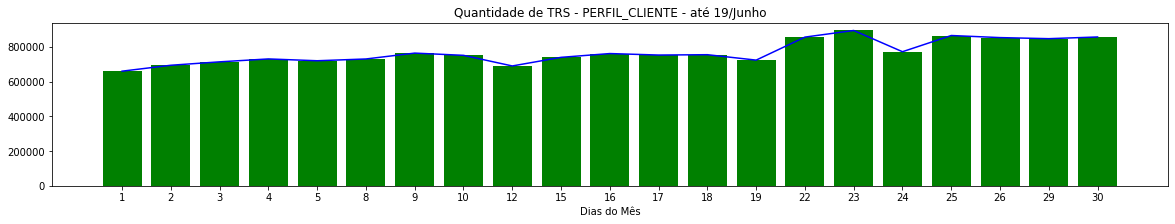 Quantidade de TRS - PERFIL_CLIENTE - até 19/Junho
800000
600000
400000
200000
0
1 2 3 4 5 8 9 10 12 15 16 17 18 19 22 23 24 25 26 29 30
Dias do Mês